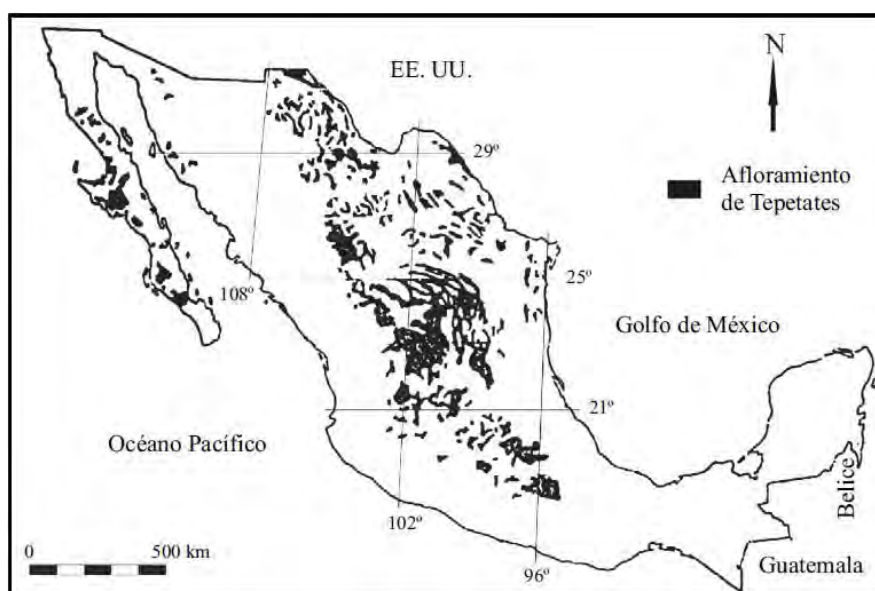 N
EE. UU.
29º
Afloramiento
de Tepetates
25º
108º
Golfo de México
21º
Océano Pacífico
Belice
102º
0 500 km
96º
Guatemala